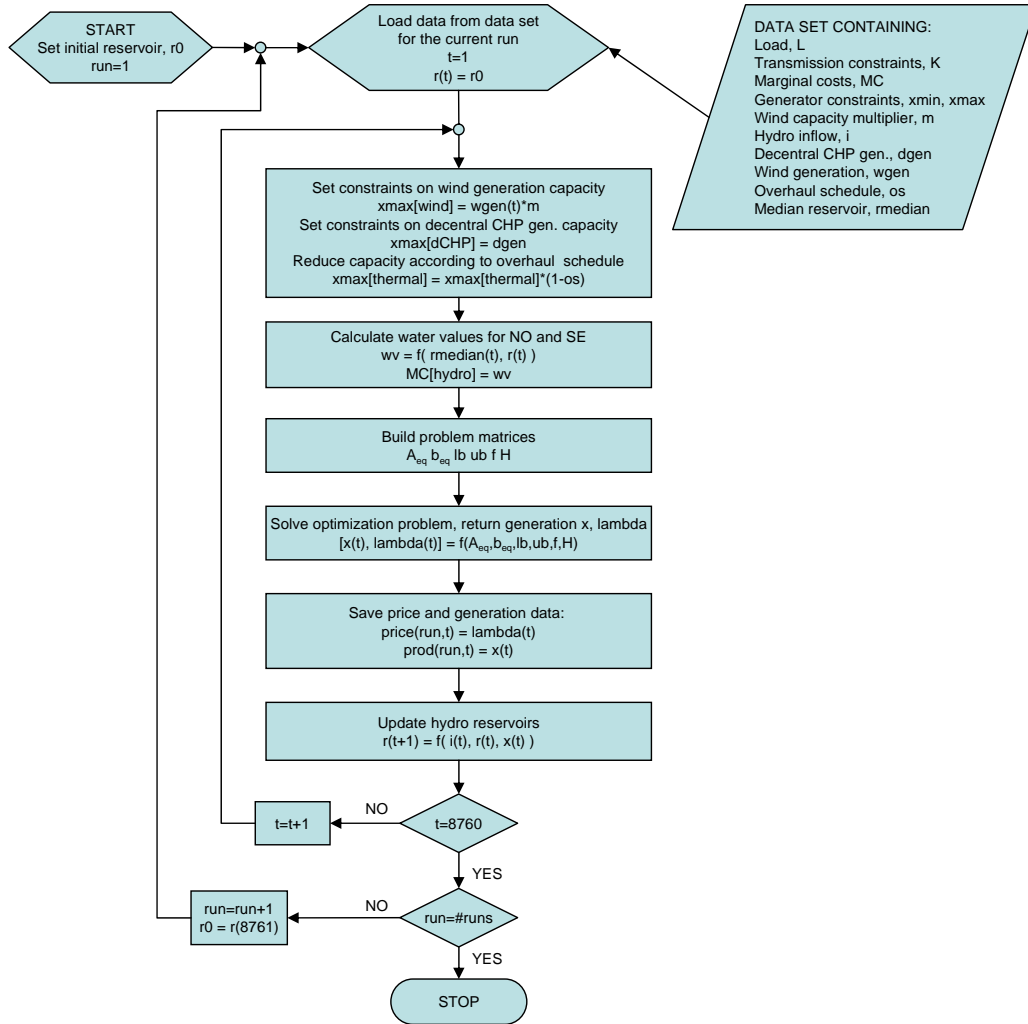 START
Set initial reservoir, r0
run=1
Load data from data set
for the current run
t=1
r(t) = r0
DATA SET CONTAINING:
Load, L
Transmission constraints, K
Marginal costs, MC
Generator constraints, xmin, xmax
Wind capacity multiplier, m
Hydro inflow, i
Decentral CHP gen., dgen
Wind generation, wgen
Overhaul schedule, os
Median reservoir, rmedian
Set constraints on wind generation capacity
xmax[wind] = wgen(t)*m
Set constraints on decentral CHP gen. capacity
xmax[dCHP] = dgen
Reduce capacity according to overhaul schedule
xmax[thermal] = xmax[thermal]*(1-os)
Calculate water values for NO and SE
wv = f( rmedian(t), r(t) )
MC[hydro] = wv
Build problem matrices
Aeq beq lb ub f H
Solve optimization problem, return generation x, lambda
[x(t), lambda(t)] = f(Aeq,beq,lb,ub,f,H)
Save price and generation data:
price(run,t) = lambda(t)
prod(run,t) = x(t)
Update hydro reservoirs
r(t+1) = f( i(t), r(t), x(t) )
t=t+1
NO
t=8760
YES
run=run+1
r0 = r(8761)
NO
run=#runs
YES
STOP